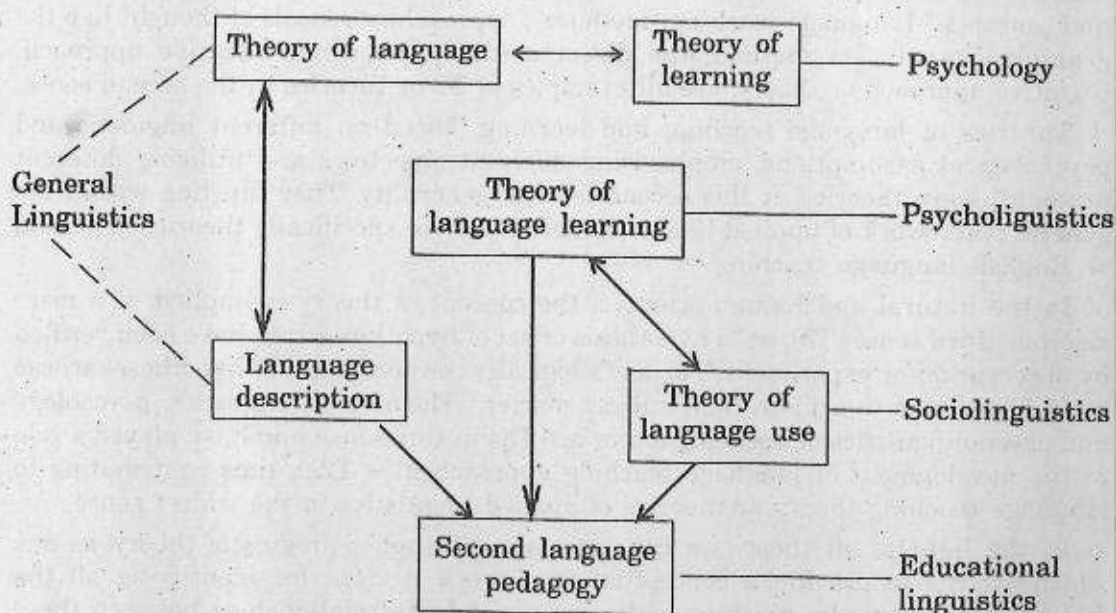 Theory of language
Theory of
learning
Psychology
General
Linguistics
Theory of
language learning
Psycholiguistics
Language
description
Theory of
language use
Sociolinguistics
Second language
pedagogy
Educational
linguistics